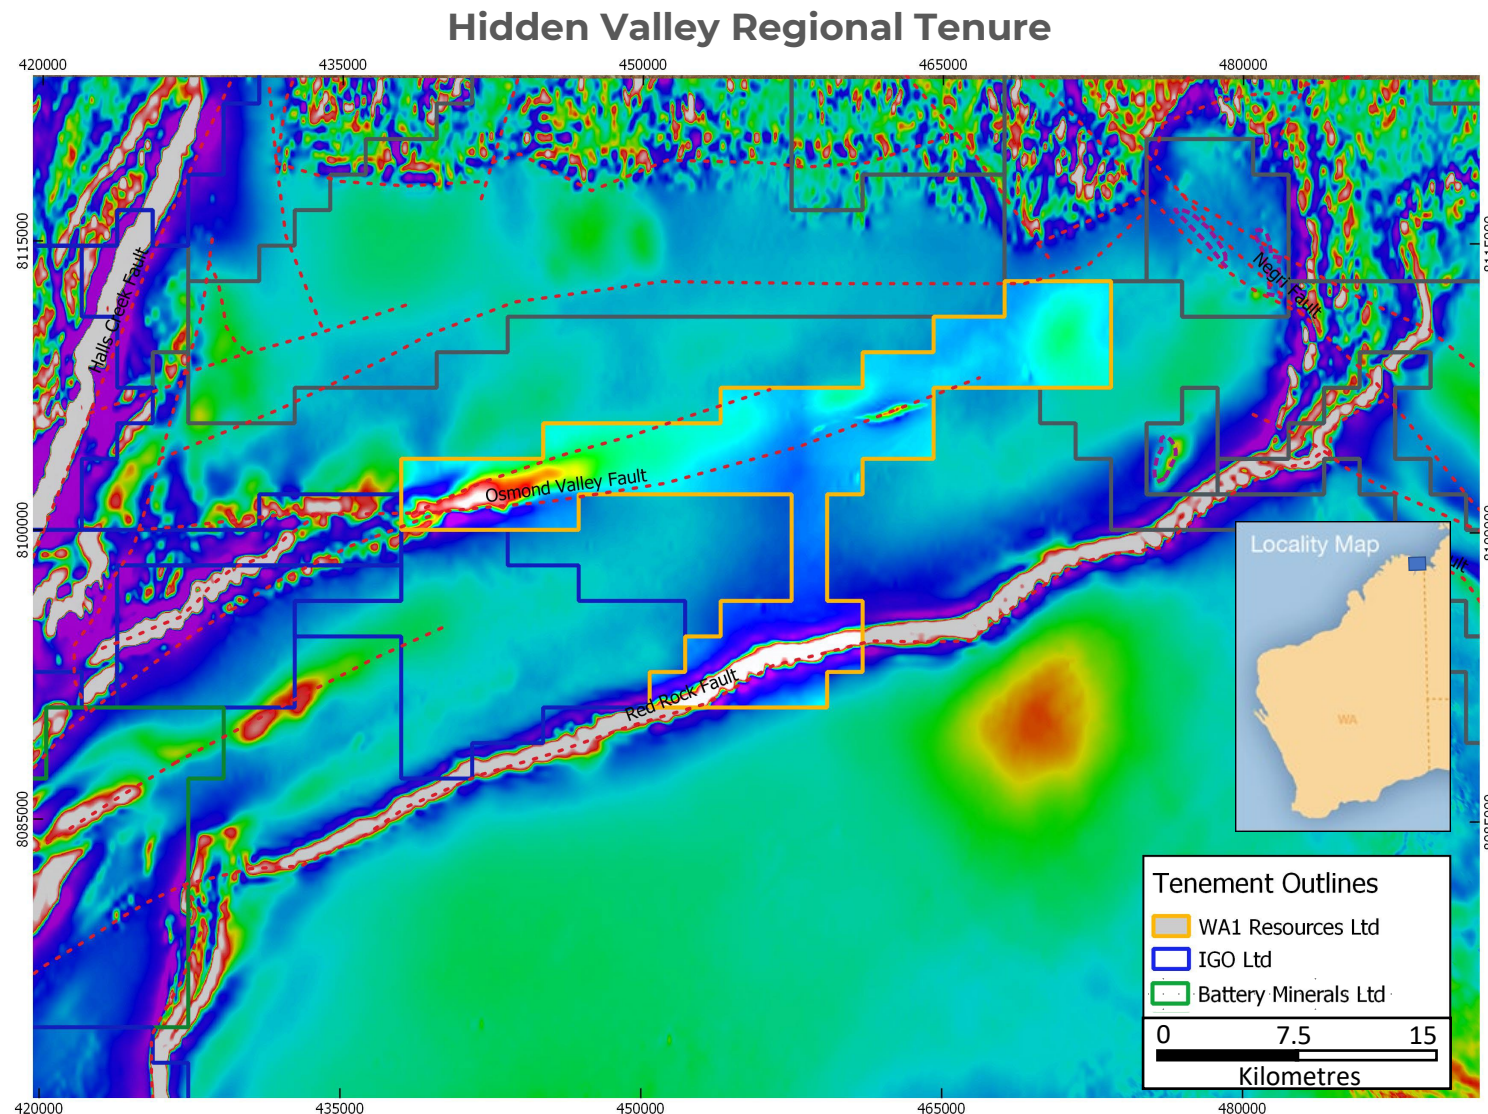 Hidden Valley Regional Tenure
420000
435000
450000
465000
480000
8115000
8115000
Halls Creek Fault
Negri Fault
Osmond Valley Fault
8100000
Locality Map
WA
Red Rock Fault
8085000
Tenement Outlines
WA1 Resources Ltd
IGO Ltd
Battery Minerals Ltd
0 7.5 15
Kilometres
420000
435000
450000
465000
480000